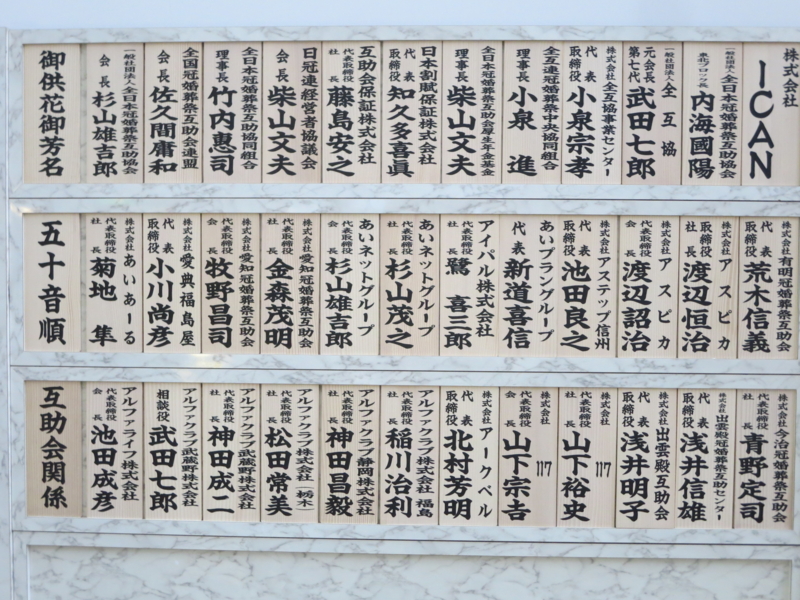 御供花御芳名
一般社団法人全日本冠婚葬祭互助協会
会長 杉山雄吉郎
全国冠婚葬祭互助会連盟
会長 佐久間庸和
全日本冠婚葬祭互助協同組合
理事長 竹内惠司
日冠連経営者協議会
会長 柴山文夫
互助会保証株式会社
代表取締役社長 藤島安之
日本割賦保証株式会社
代表取締役 知久多喜眞
全日本冠婚葬祭互助会厚生年金基金
理事長 柴山文夫
全互連冠婚葬祭中央協同組合
理事長 小泉進
株式会社全互協事業センター
代表取締役 小泉宗孝
一般社団法人全互協
元会長第七代 武田七郎
一般社団法人全日本冠婚葬祭互助協会
東北ブロック長 内海國陽
株式会社
ICAN
五十音順
株式会社あいあーる
代表取締役社長 菊地隼
株式会社愛典福島屋
代表取締役 小川尚彦
株式会社愛知冠婚葬祭互助会
代表取締役会長 牧野昌司
株式会社愛知冠婚葬祭互助会
代表取締役社長 金森茂明
あいネットグループ
代表取締役会長 杉山雄吉郎
あいネットグループ
代表取締役社長 杉山茂之
アイパル株式会社
鷺喜三郎
あいプラングループ
代表 新道喜信
株式会社アステップ信州
代表取締役 池田良之
株式会社アスピカ
代表取締役会長 渡辺詔治
株式会社アスピカ
取締役社長 渡辺恒治
株式会社有明冠婚葬祭互助会
代表取締役 荒木信義
互助会関係
アルファライフ株式会社
代表取締役会長 池田成彦
アルファクラブ武蔵野株式会社
相談役 武田七郎
アルファクラブ武蔵野株式会社
代表取締役社長 神田成二
アルファクラブ株式会社 栃木
代表取締役社長 松田常美
アルファクラブ静岡株式会社
代表取締役社長 神田昌毅
アルファクラブ株式会社 福島
代表取締役社長 稲川治利
株式会社アークベル
代表取締役 北村芳明
株式会社117
代表取締役会長 山下宗吉
株式会社117
代表取締役社長 山下裕史
株式会社出雲殿互助会
代表取締役 浅井明子
株式会社出雲殿冠婚葬祭互助センター
代表取締役 浅井信雄
株式会社今治冠婚葬祭互助会
代表取締役社長 青野定司